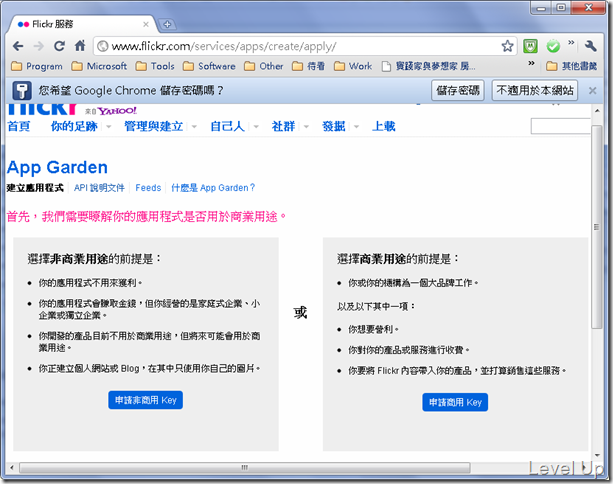 Flickr 服務
www.flickr.com/services/apps/create/apply/
Program Microsoft Tools Software Other 待看 Work 寶錢家與夢想家 房... 其他書籤
您希望 Google Chrome 儲存密碼嗎？ 儲存密碼 不適用於本網站
flickr 來自 YAHOO!
首頁 你的足跡 管理與建立 自己人 社群 發掘 上載
App Garden
建立應用程式 API 說明文件 Feeds 什麼是 App Garden？
首先，我們需要瞭解你的應用程式是否用於商業用途。
選擇非商業用途的前提是：
你的應用程式不用來獲利。
你的應用程式會賺取金錢，但你經營的是家庭式企業、小
企業或獨立企業。
你開發的產品目前不用於商業用途，但將來可能會用於商
業用途。
你正建立個人網站或 Blog，在其中只使用你自己的圖片。
申請非商用 Key
或
選擇商業用途的前提是：
你或你的機構為一個大品牌工作。
以及以下其中一項：
你想要營利。
你對你的產品或服務進行收費。
你要將 Flickr 內容帶入你的產品，並打算銷售這些服務。
申請商用 Key
Level Up